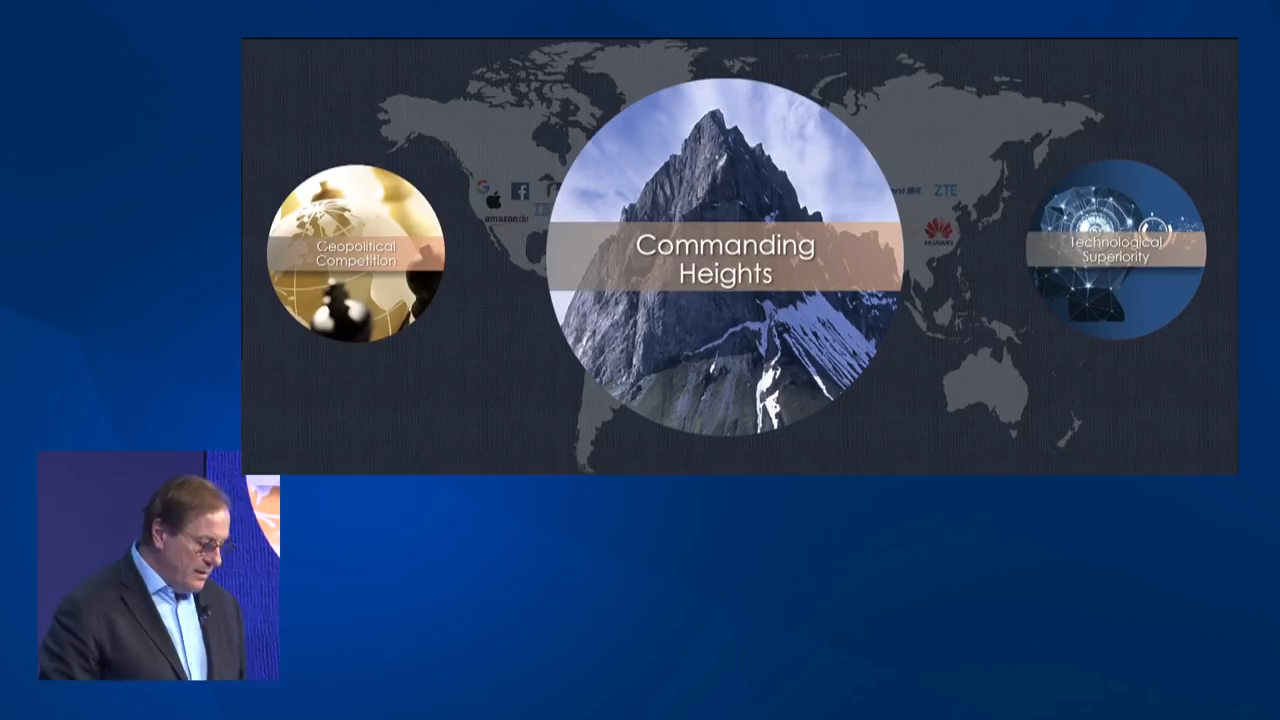 Geopolitical
Competition
Commanding
Heights
Technological
Superiority
amazon.de
ZTE
HUAWEI